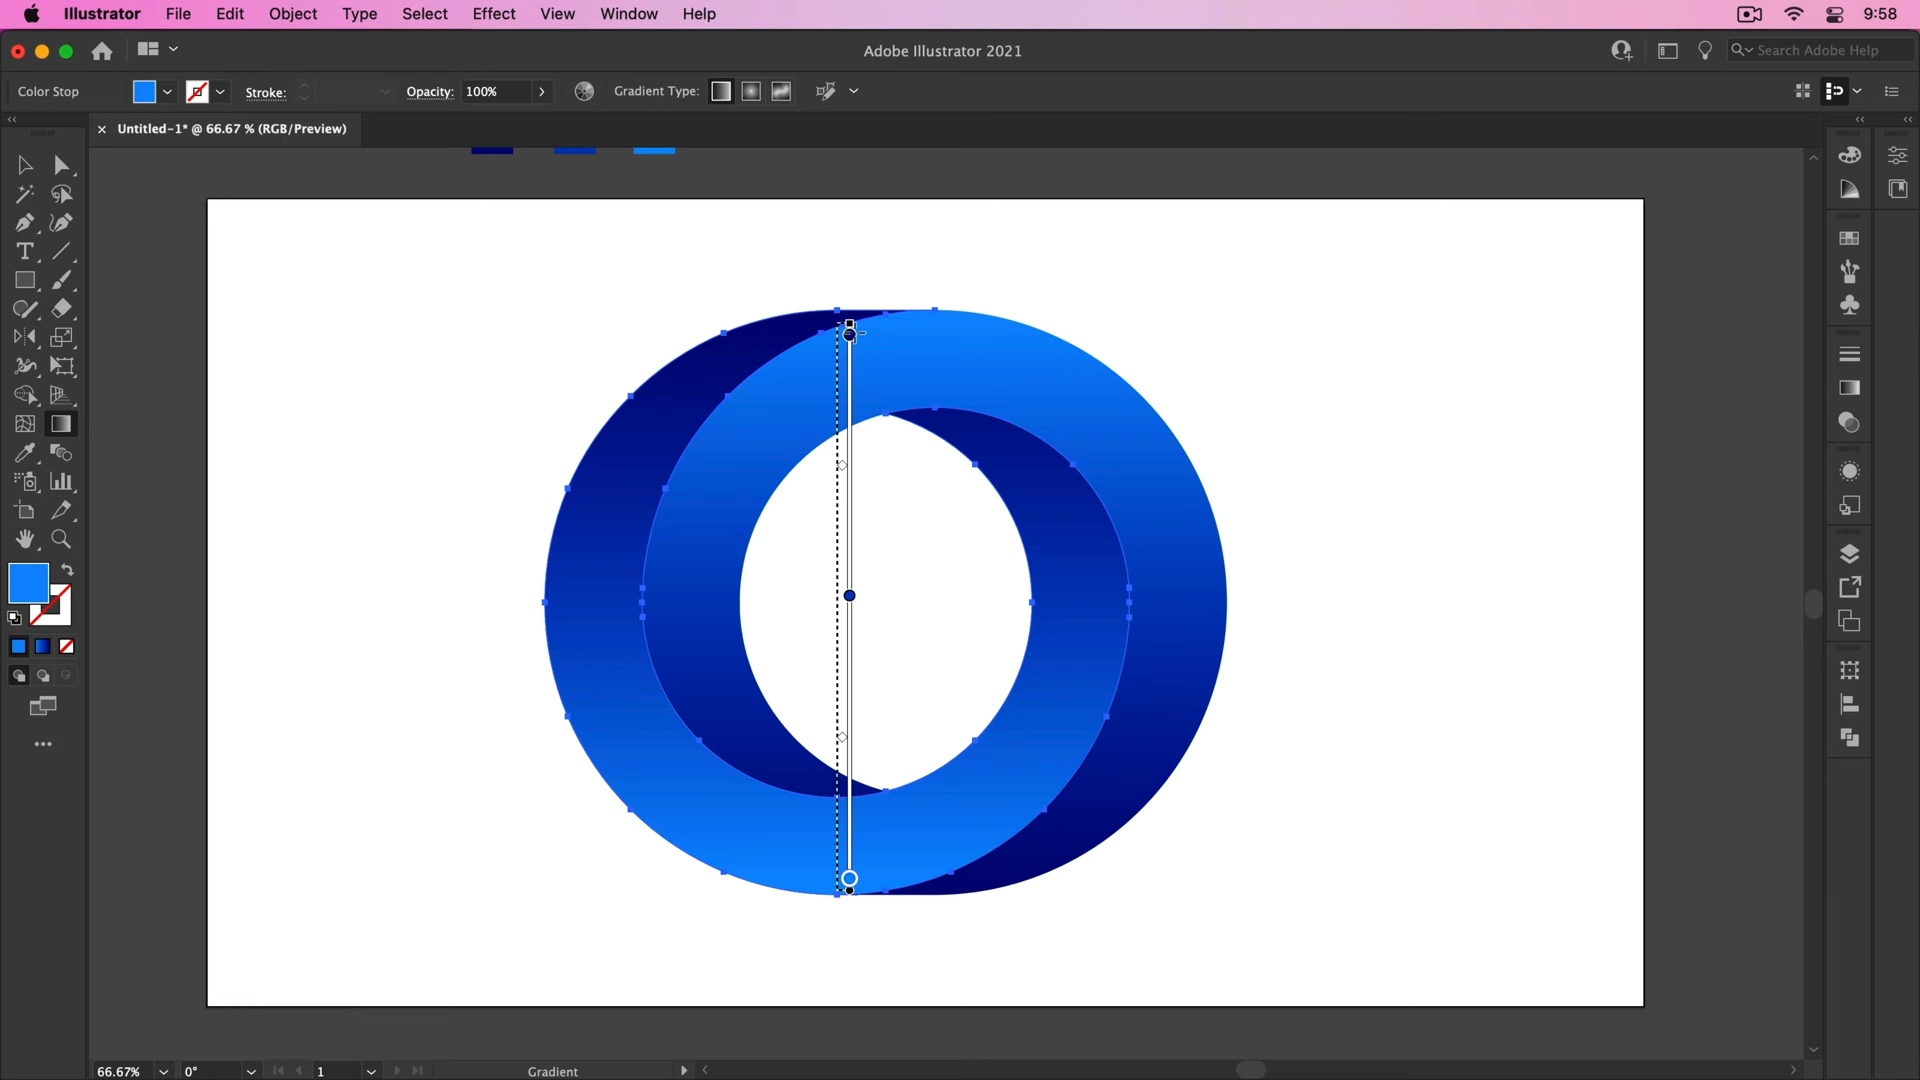 Illustrator File Edit Object Type Select Effect View Window Help 9:58
Adobe Illustrator 2021 Search Adobe Help
Color Stop Stroke: Opacity: 100% Gradient Type:
Untitled-1* @ 66.67 % (RGB/Preview)
66.67% 0° 1 Gradient